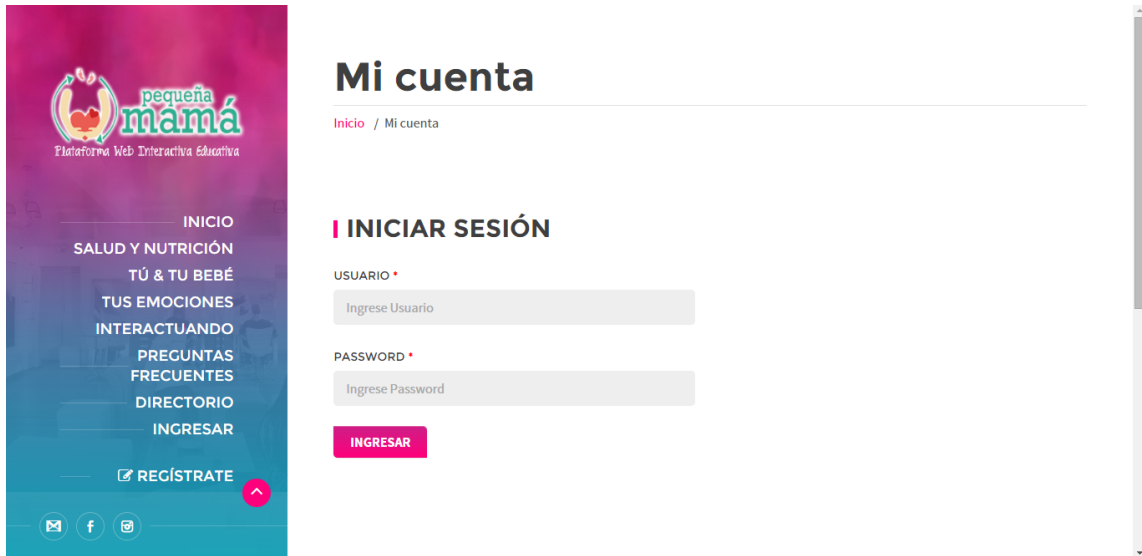 pequeña
mamá
Plataforma Web Interactiva Educativa
INICIO
SALUD Y NUTRICIÓN
TÚ & TU BEBÉ
TUS EMOCIONES
INTERACTUANDO
PREGUNTAS
FRECUENTES
DIRECTORIO
INGRESAR
REGÍSTRATE
Mi cuenta
Inicio / Mi cuenta
INICIAR SESIÓN
USUARIO *
Ingrese Usuario
PASSWORD *
Ingrese Password
INGRESAR